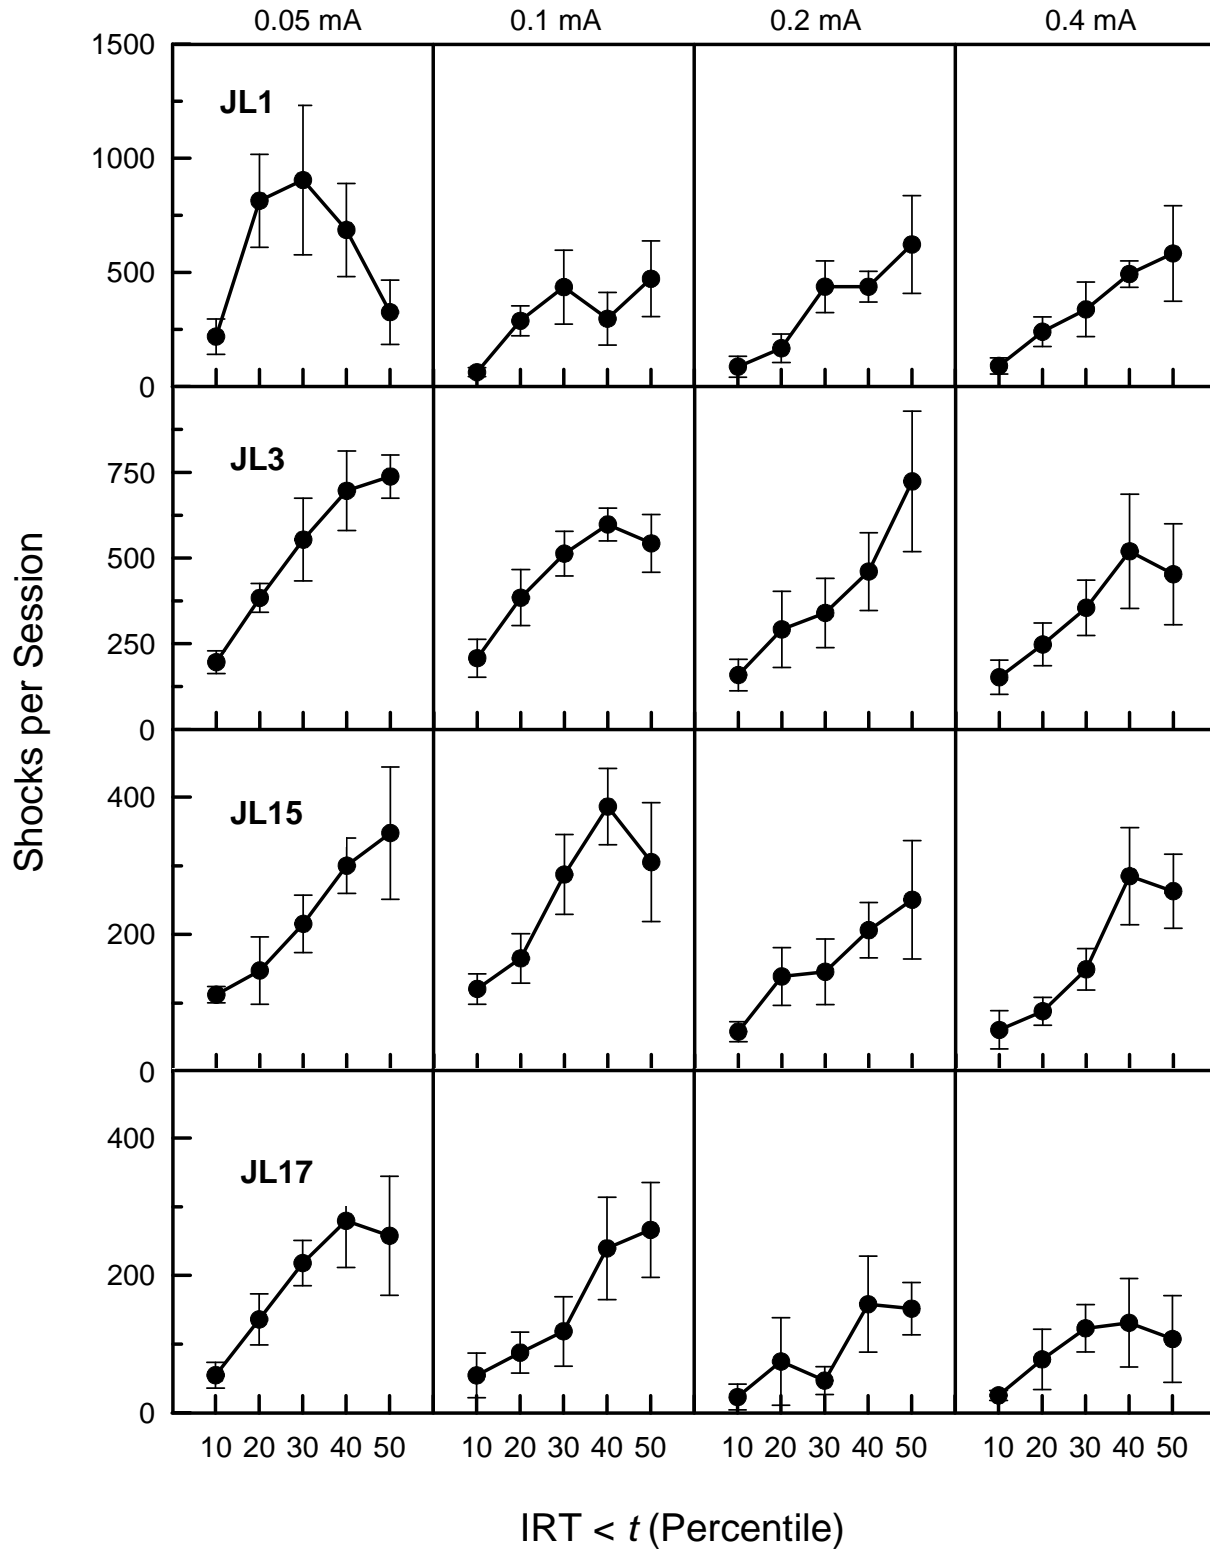 0.05 mA 0.1 mA 0.2 mA 0.4 mA
1500
JL1
1000
500
0
JL3
750
500
250
0
JL15
400
200
0
JL17
400
200
0
Shocks per Session
10 20 30 40 50 10 20 30 40 50 10 20 30 40 50 10 20 30 40 50
IRT < t (Percentile)